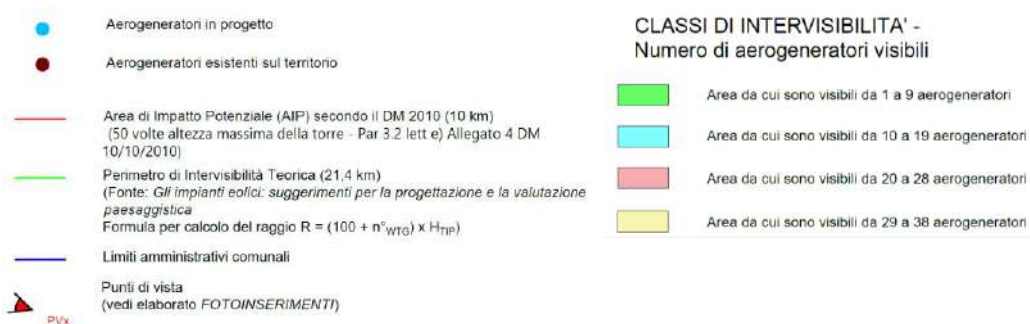 Aerogeneratori in progetto
Aerogeneratori esistenti sul territorio
Area di Impatto Potenziale (AIP) secondo il DM 2010 (10 km)
(50 volte altezza massima della torre - Par 3.2 lett e) Allegato 4 DM
10/10/2010)
Perimetro di Intervisibilità Teorica (21,4 km)
(Fonte: Gli impianti eolici: suggerimenti per la progettazione e la valutazione
paesaggistica
Formula per calcolo del raggio R = (100 + n°WTG) x HTIP)
Limiti amministrativi comunali
Punti di vista
(vedi elaborato FOTOINSERIMENTI)
PVx
CLASSI DI INTERVISIBILITA' -
Numero di aerogeneratori visibili
Area da cui sono visibili da 1 a 9 aerogeneratori
Area da cui sono visibili da 10 a 19 aerogeneratori
Area da cui sono visibili da 20 a 28 aerogeneratori
Area da cui sono visibili da 29 a 38 aerogeneratori